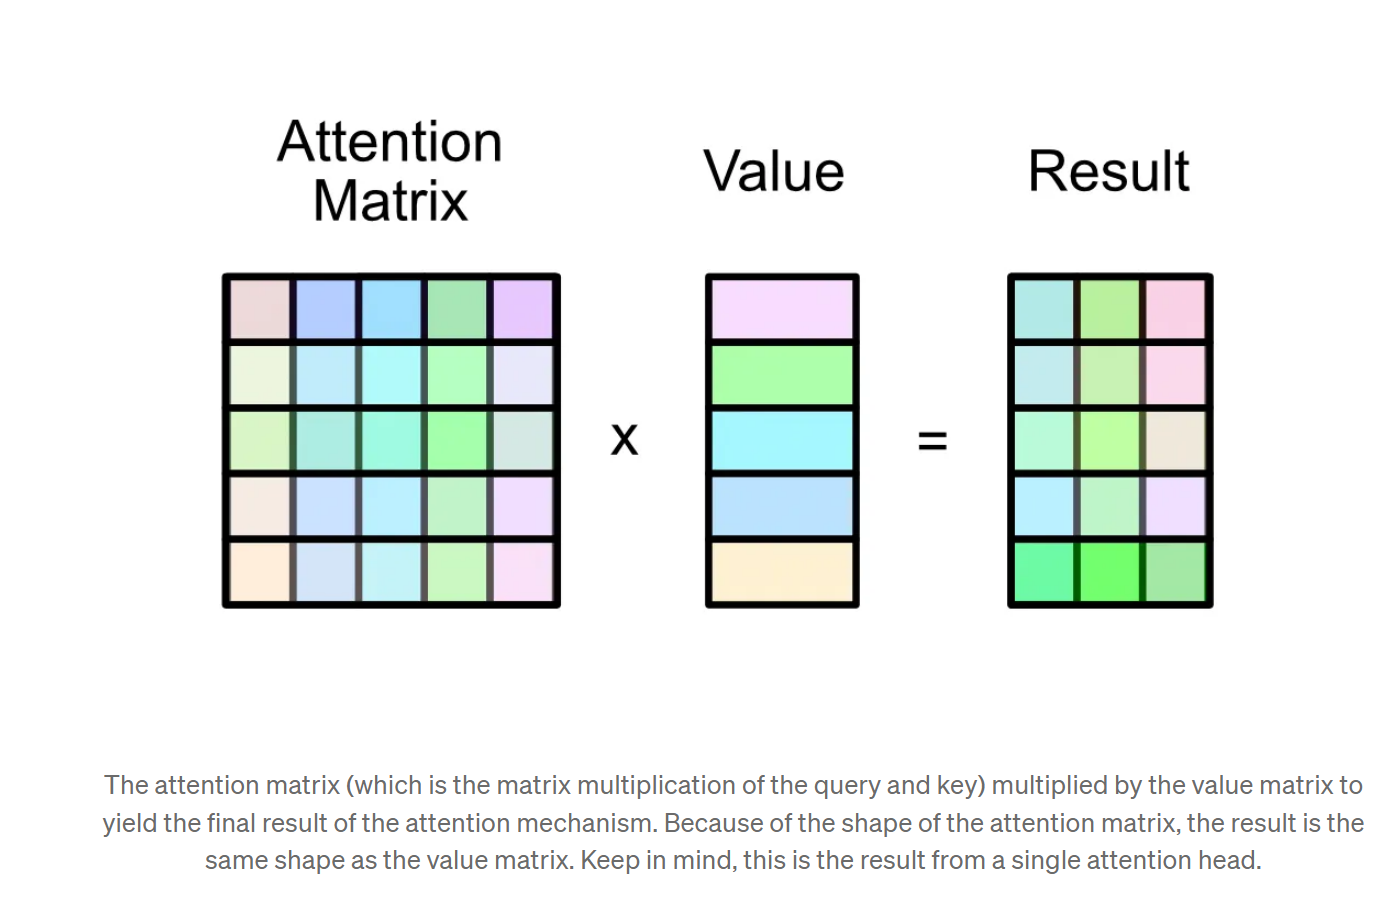 Attention
Matrix
Value
Result
x
=
The attention matrix (which is the matrix multiplication of the query and key) multiplied by the value matrix to
yield the final result of the attention mechanism. Because of the shape of the attention matrix, the result is the
same shape as the value matrix. Keep in mind, this is the result from a single attention head.